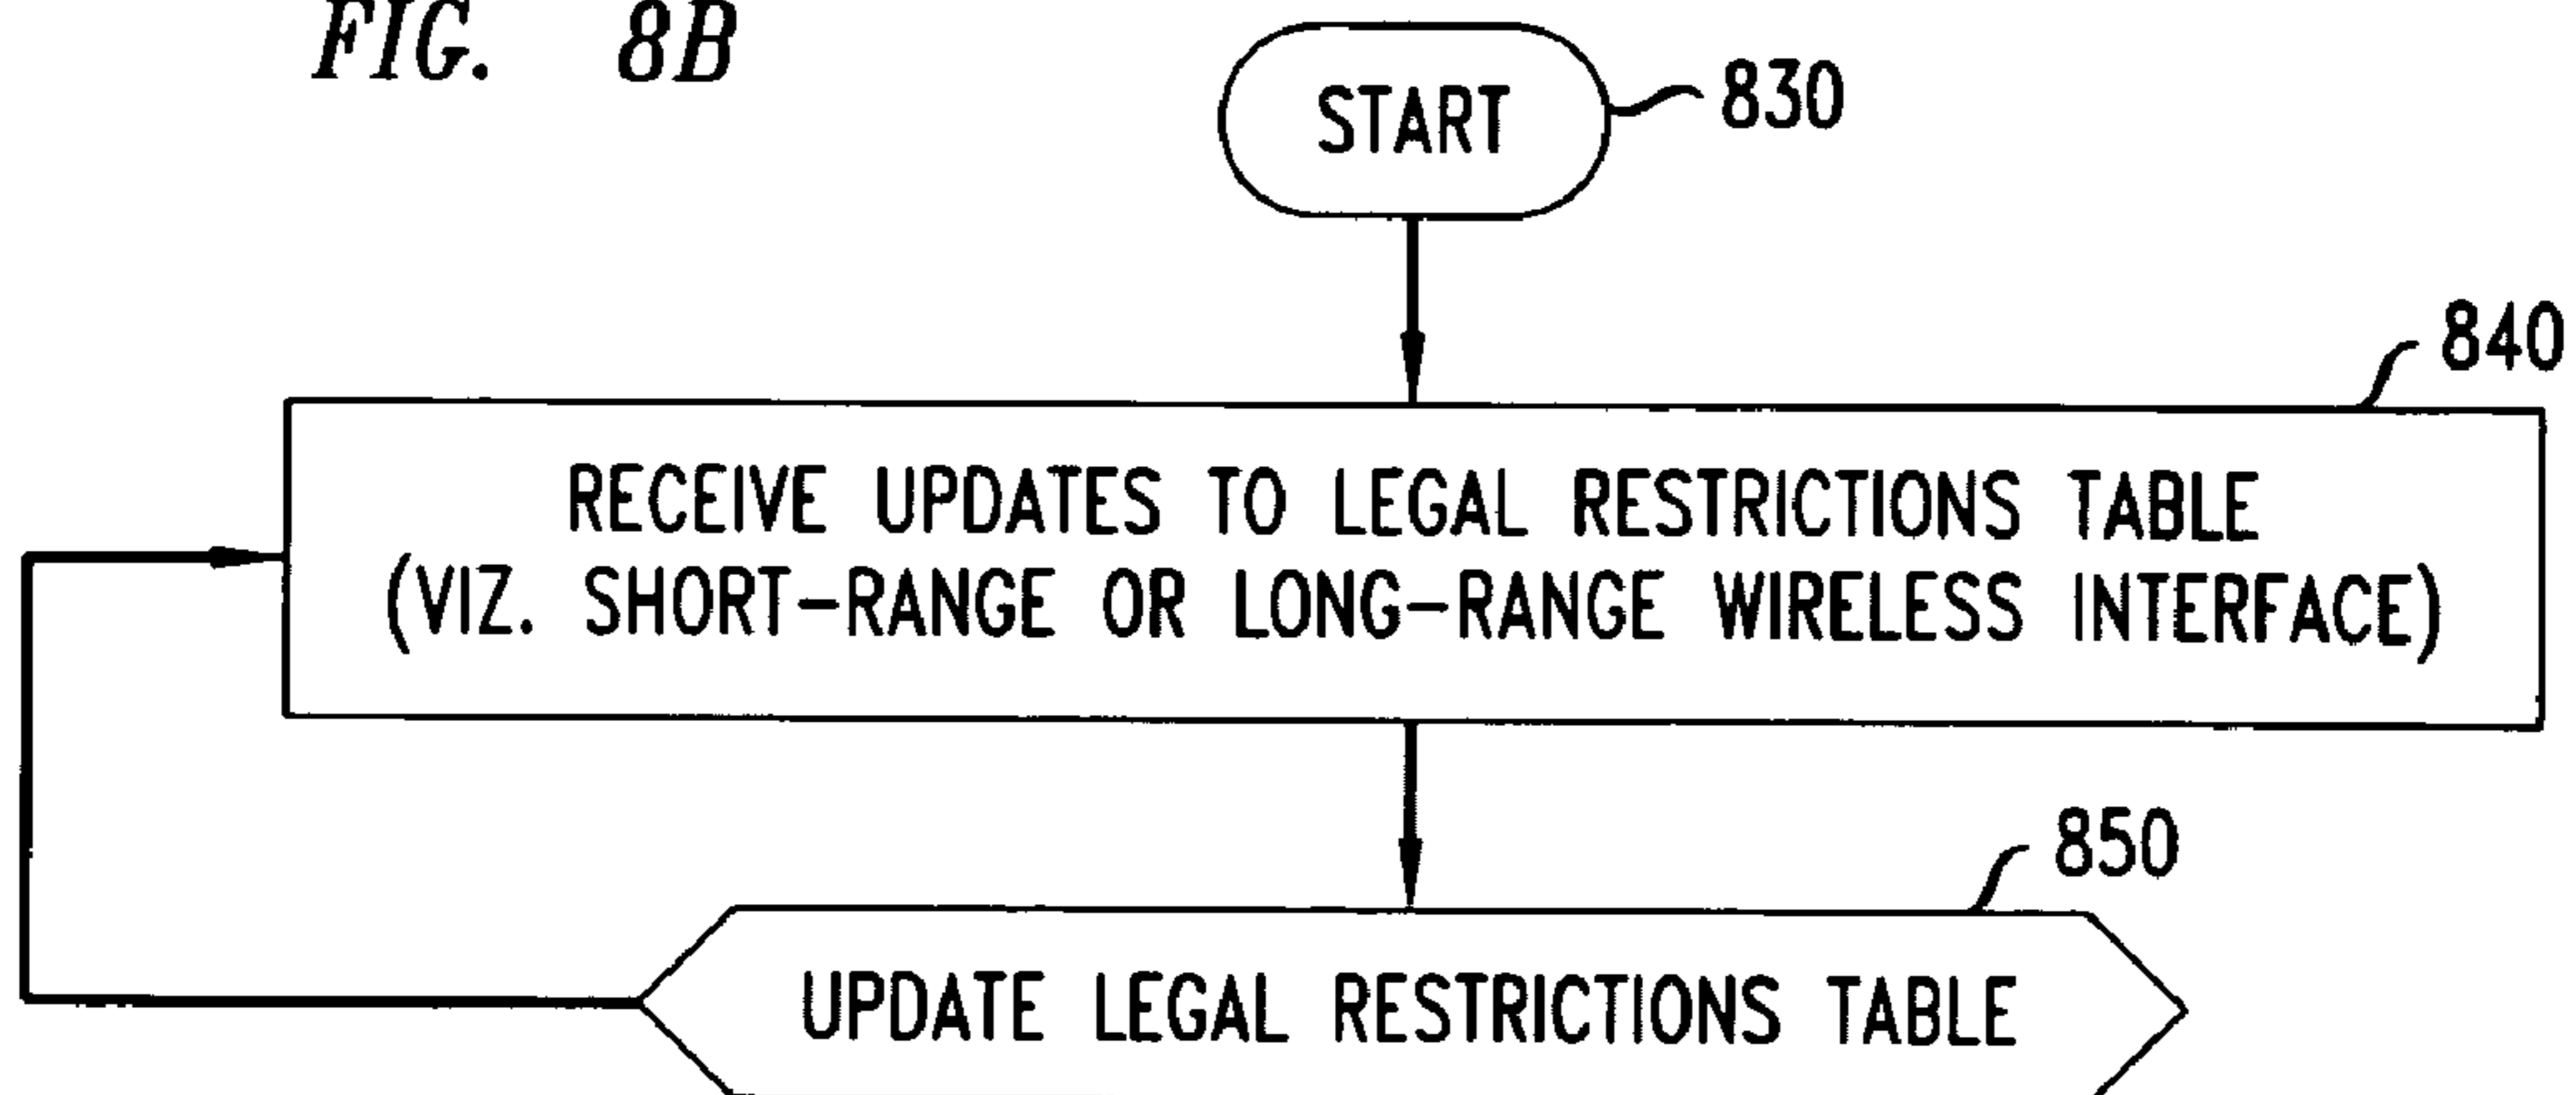 FIG. 8B
START
830
840
RECEIVE UPDATES TO LEGAL RESTRICTIONS TABLE
(VIZ. SHORT-RANGE OR LONG-RANGE WIRELESS INTERFACE)
850
UPDATE LEGAL RESTRICTIONS TABLE